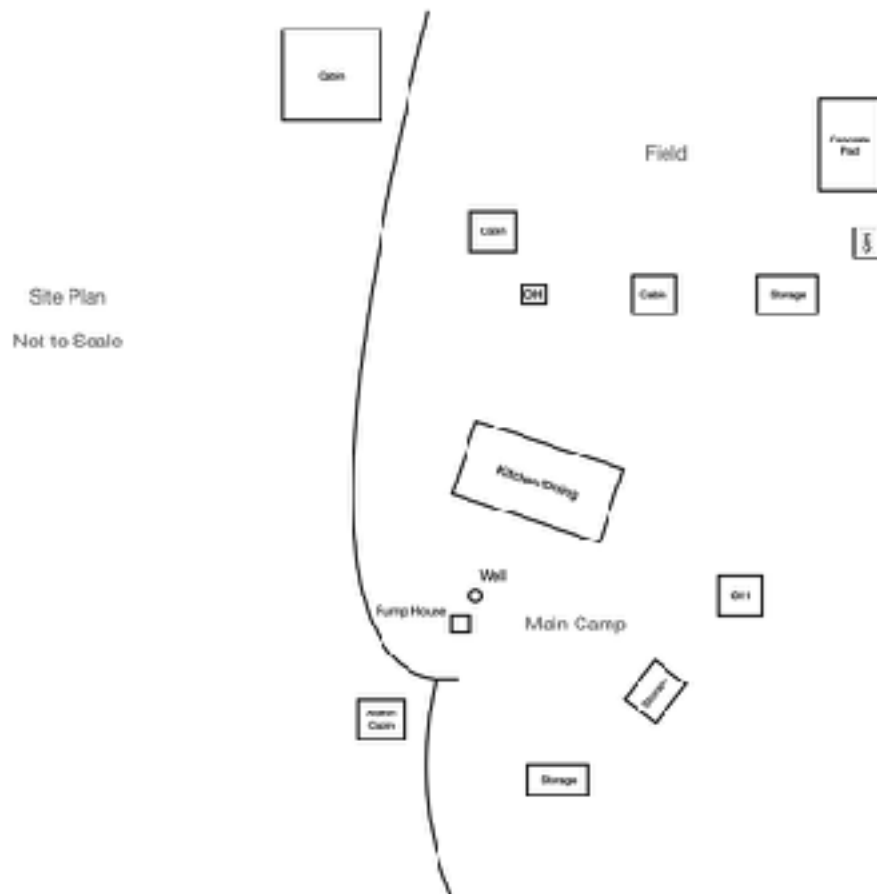 Cabin
Field
Pad
Cabin
OH
Cabin
Storage
Site Plan
Not to Scale
Kitchen/Dining
Well
Pump House
Main Camp
Cabin
Storage